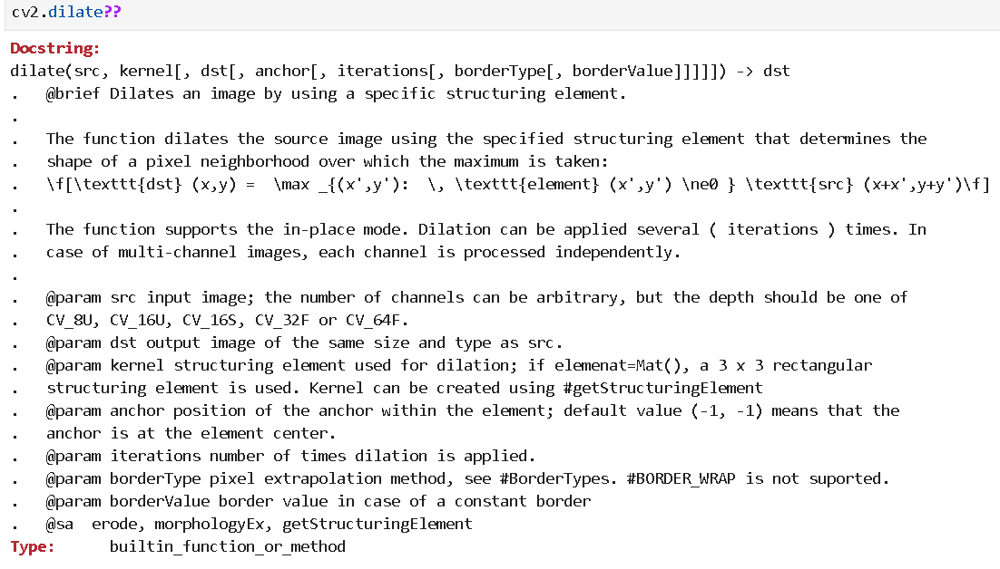 cv2.dilate??
Docstring:
dilate(src, kernel[, dst[, anchor[, iterations[, borderType[, borderValue]]]]]) -> dst
.   @brief Dilates an image by using a specific structuring element.
.
.   The function dilates the source image using the specified structuring element that determines the
.   shape of a pixel neighborhood over which the maximum is taken:
.   \f[\texttt{dst} (x,y) =  \max _{(x',y'):  \, \texttt{element} (x',y') \ne0 } \texttt{src} (x+x',y+y')\f]
.
.   The function supports the in-place mode. Dilation can be applied several ( iterations ) times. In
.   case of multi-channel images, each channel is processed independently.
.
.   @param src input image; the number of channels can be arbitrary, but the depth should be one of
.   CV_8U, CV_16U, CV_16S, CV_32F or CV_64F.
.   @param dst output image of the same size and type as src.
.   @param kernel structuring element used for dilation; if elemenat=Mat(), a 3 x 3 rectangular
.   structuring element is used. Kernel can be created using #getStructuringElement
.   @param anchor position of the anchor within the element; default value (-1, -1) means that the
.   anchor is at the element center.
.   @param iterations number of times dilation is applied.
.   @param borderType pixel extrapolation method, see #BorderTypes. #BORDER_WRAP is not suported.
.   @param borderValue border value in case of a constant border
.   @sa  erode, morphologyEx, getStructuringElement
Type:      builtin_function_or_method